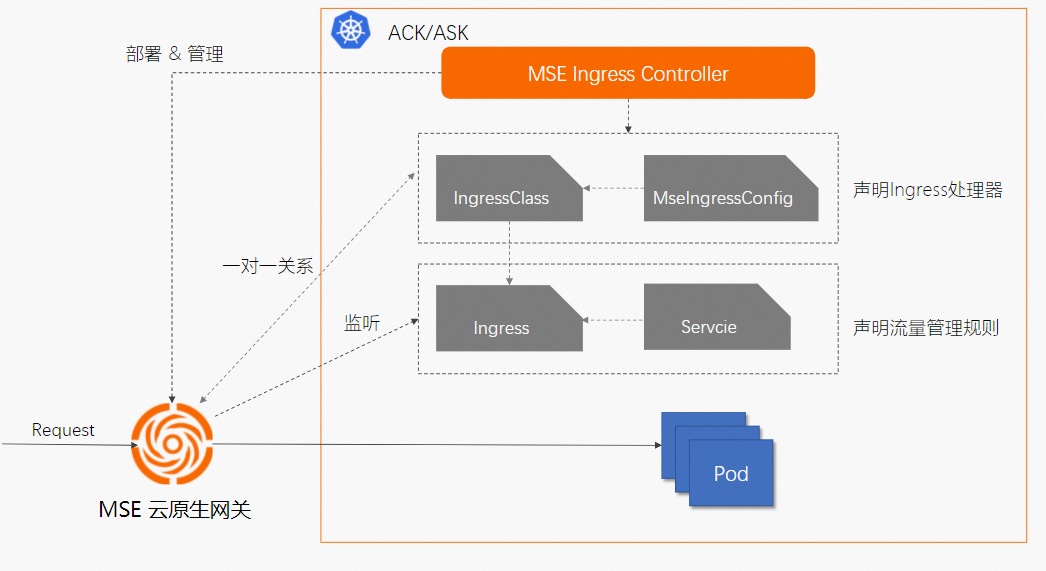 ACK/ASK
部署 & 管理
MSE Ingress Controller
IngressClass
MseIngressConfig
声明Ingress处理器
一对一关系
监听
Ingress
Servcie
声明流量管理规则
Request
Pod
MSE 云原生网关